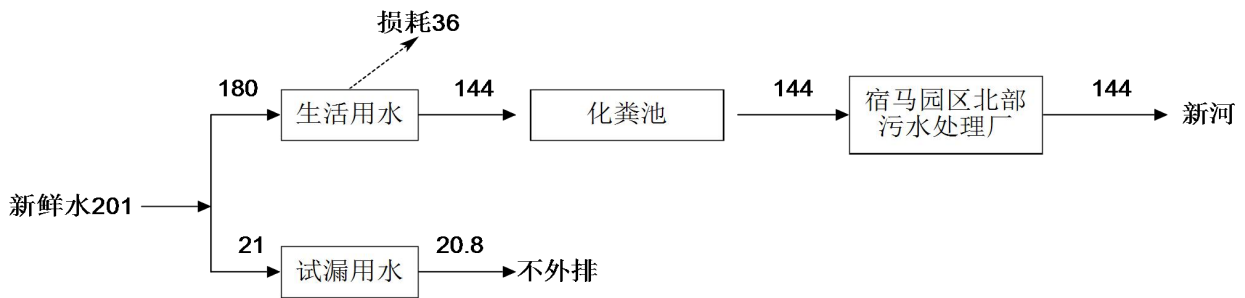 损耗36
180
生活用水
144
化粪池
144
宿马园区北部
污水处理厂
144
新河
新鲜水201
21
试漏用水
20.8
不外排